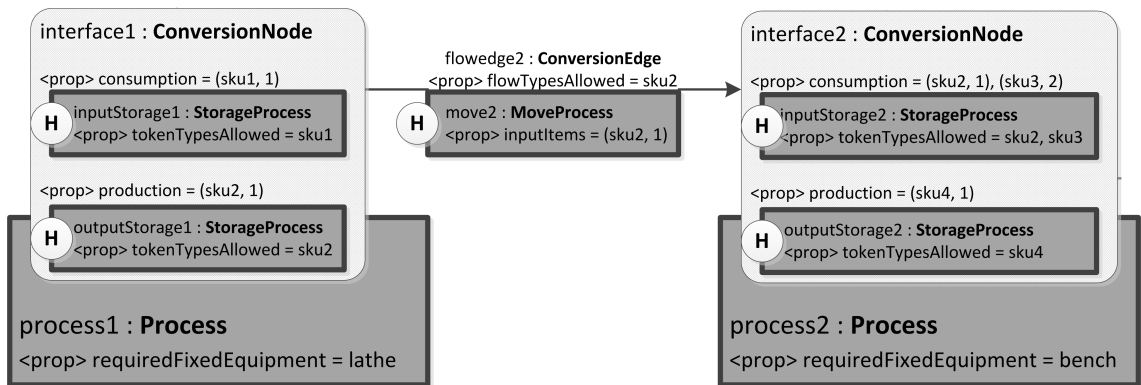 interface1 : ConversionNode
<prop> consumption = (sku1, 1)
H
inputStorage1 : StorageProcess
<prop> tokenTypesAllowed = sku1
<prop> production = (sku2, 1)
H
outputStorage1 : StorageProcess
<prop> tokenTypesAllowed = sku2
process1 : Process
<prop> requiredFixedEquipment = lathe
flowedge2 : ConversionEdge
<prop> flowTypesAllowed = sku2
H
move2 : MoveProcess
<prop> inputItems = (sku2, 1)
interface2 : ConversionNode
<prop> consumption = (sku2, 1), (sku3, 2)
H
inputStorage2 : StorageProcess
<prop> tokenTypesAllowed = sku2, sku3
<prop> production = (sku4, 1)
H
outputStorage2 : StorageProcess
<prop> tokenTypesAllowed = sku4
process2 : Process
<prop> requiredFixedEquipment = bench